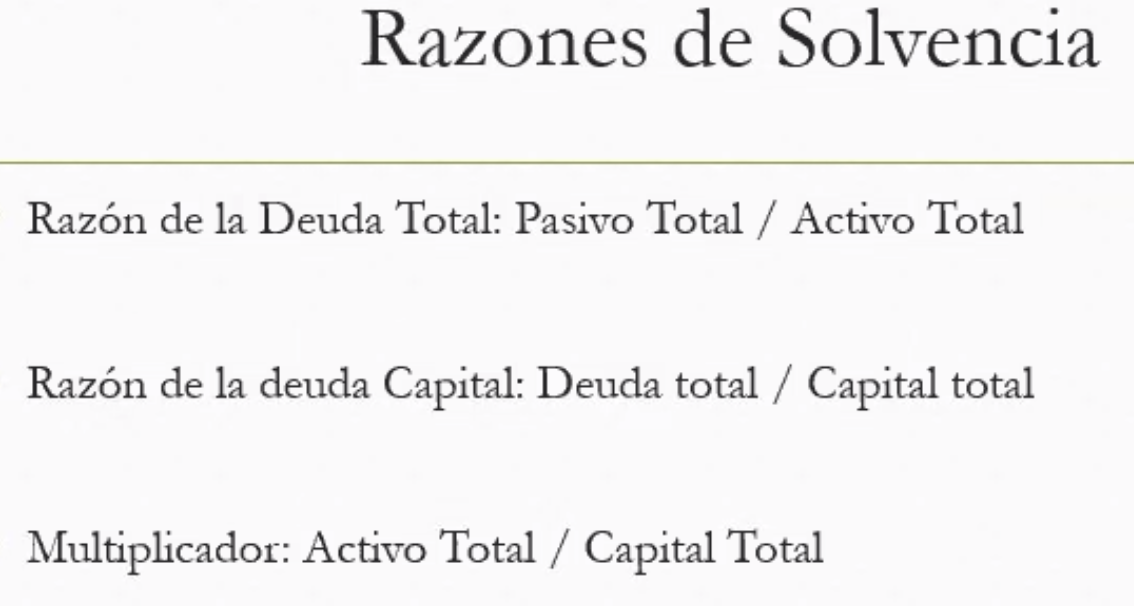 Razones de Solvencia
Razón de la Deuda Total: Pasivo Total / Activo Total
Razón de la deuda Capital: Deuda total / Capital total
Multiplicador: Activo Total / Capital Total